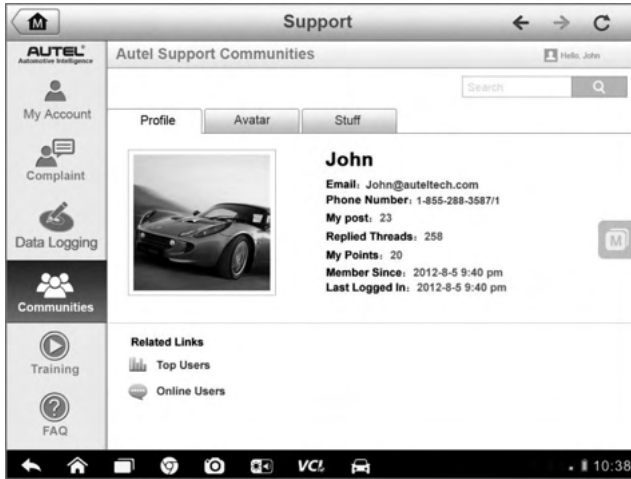 M
Support
AUTEL
Automotive Intelligence
Autel Support Communities
Hello, John
Search
My Account
Complaint
Data Logging
Communities
Training
FAQ
Profile
Avatar
Stuff
John
Email: John@auteltech.com
Phone Number: 1-855-288-3587/1
My post: 23
Replied Threads: 258
My Points: 20
Member Since: 2012-8-5 9:40 pm
Last Logged In: 2012-8-5 9:40 pm
M
Related Links
Top Users
Online Users
VCI
10:38